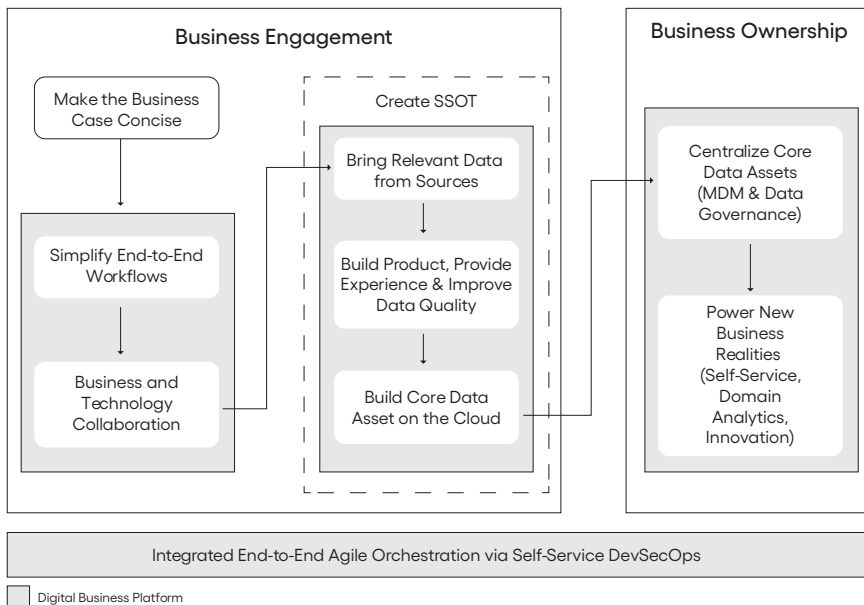 Business Engagement
Make the Business
Case Concise
Simplify End-to-End
Workflows
Business and
Technology
Collaboration
Create SSOT
Bring Relevant Data
from Sources
Build Product, Provide
Experience & Improve
Data Quality
Build Core Data
Asset on the Cloud
Business Ownership
Centralize Core
Data Assets
(MDM & Data
Governance)
Power New
Business
Realities
(Self-Service,
Domain
Analytics,
Innovation)
Integrated End-to-End Agile Orchestration via Self-Service DevSecOps
Digital Business Platform